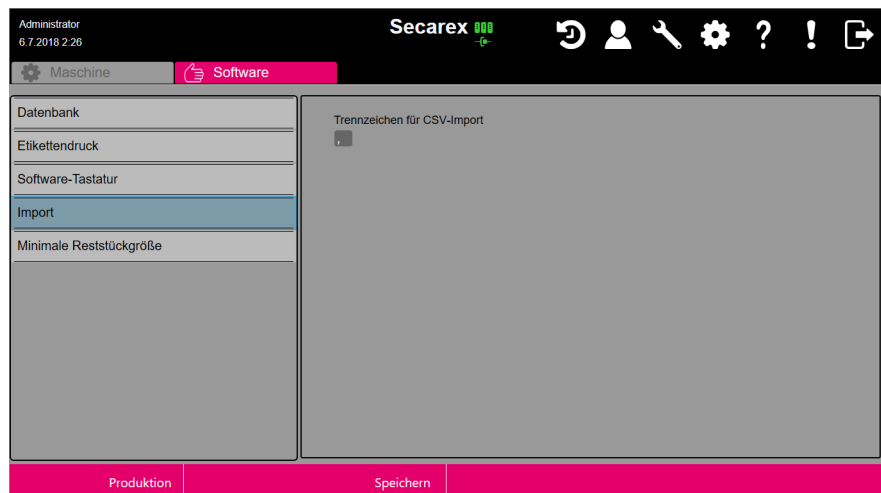 Administrator
6.7.2018 2:26
Secarex
? !
Maschine
Software
Datenbank
Etikettendruck
Software-Tastatur
Import
Minimale Reststückgröße
Trennzeichen für CSV-Import
,
Produktion
Speichern